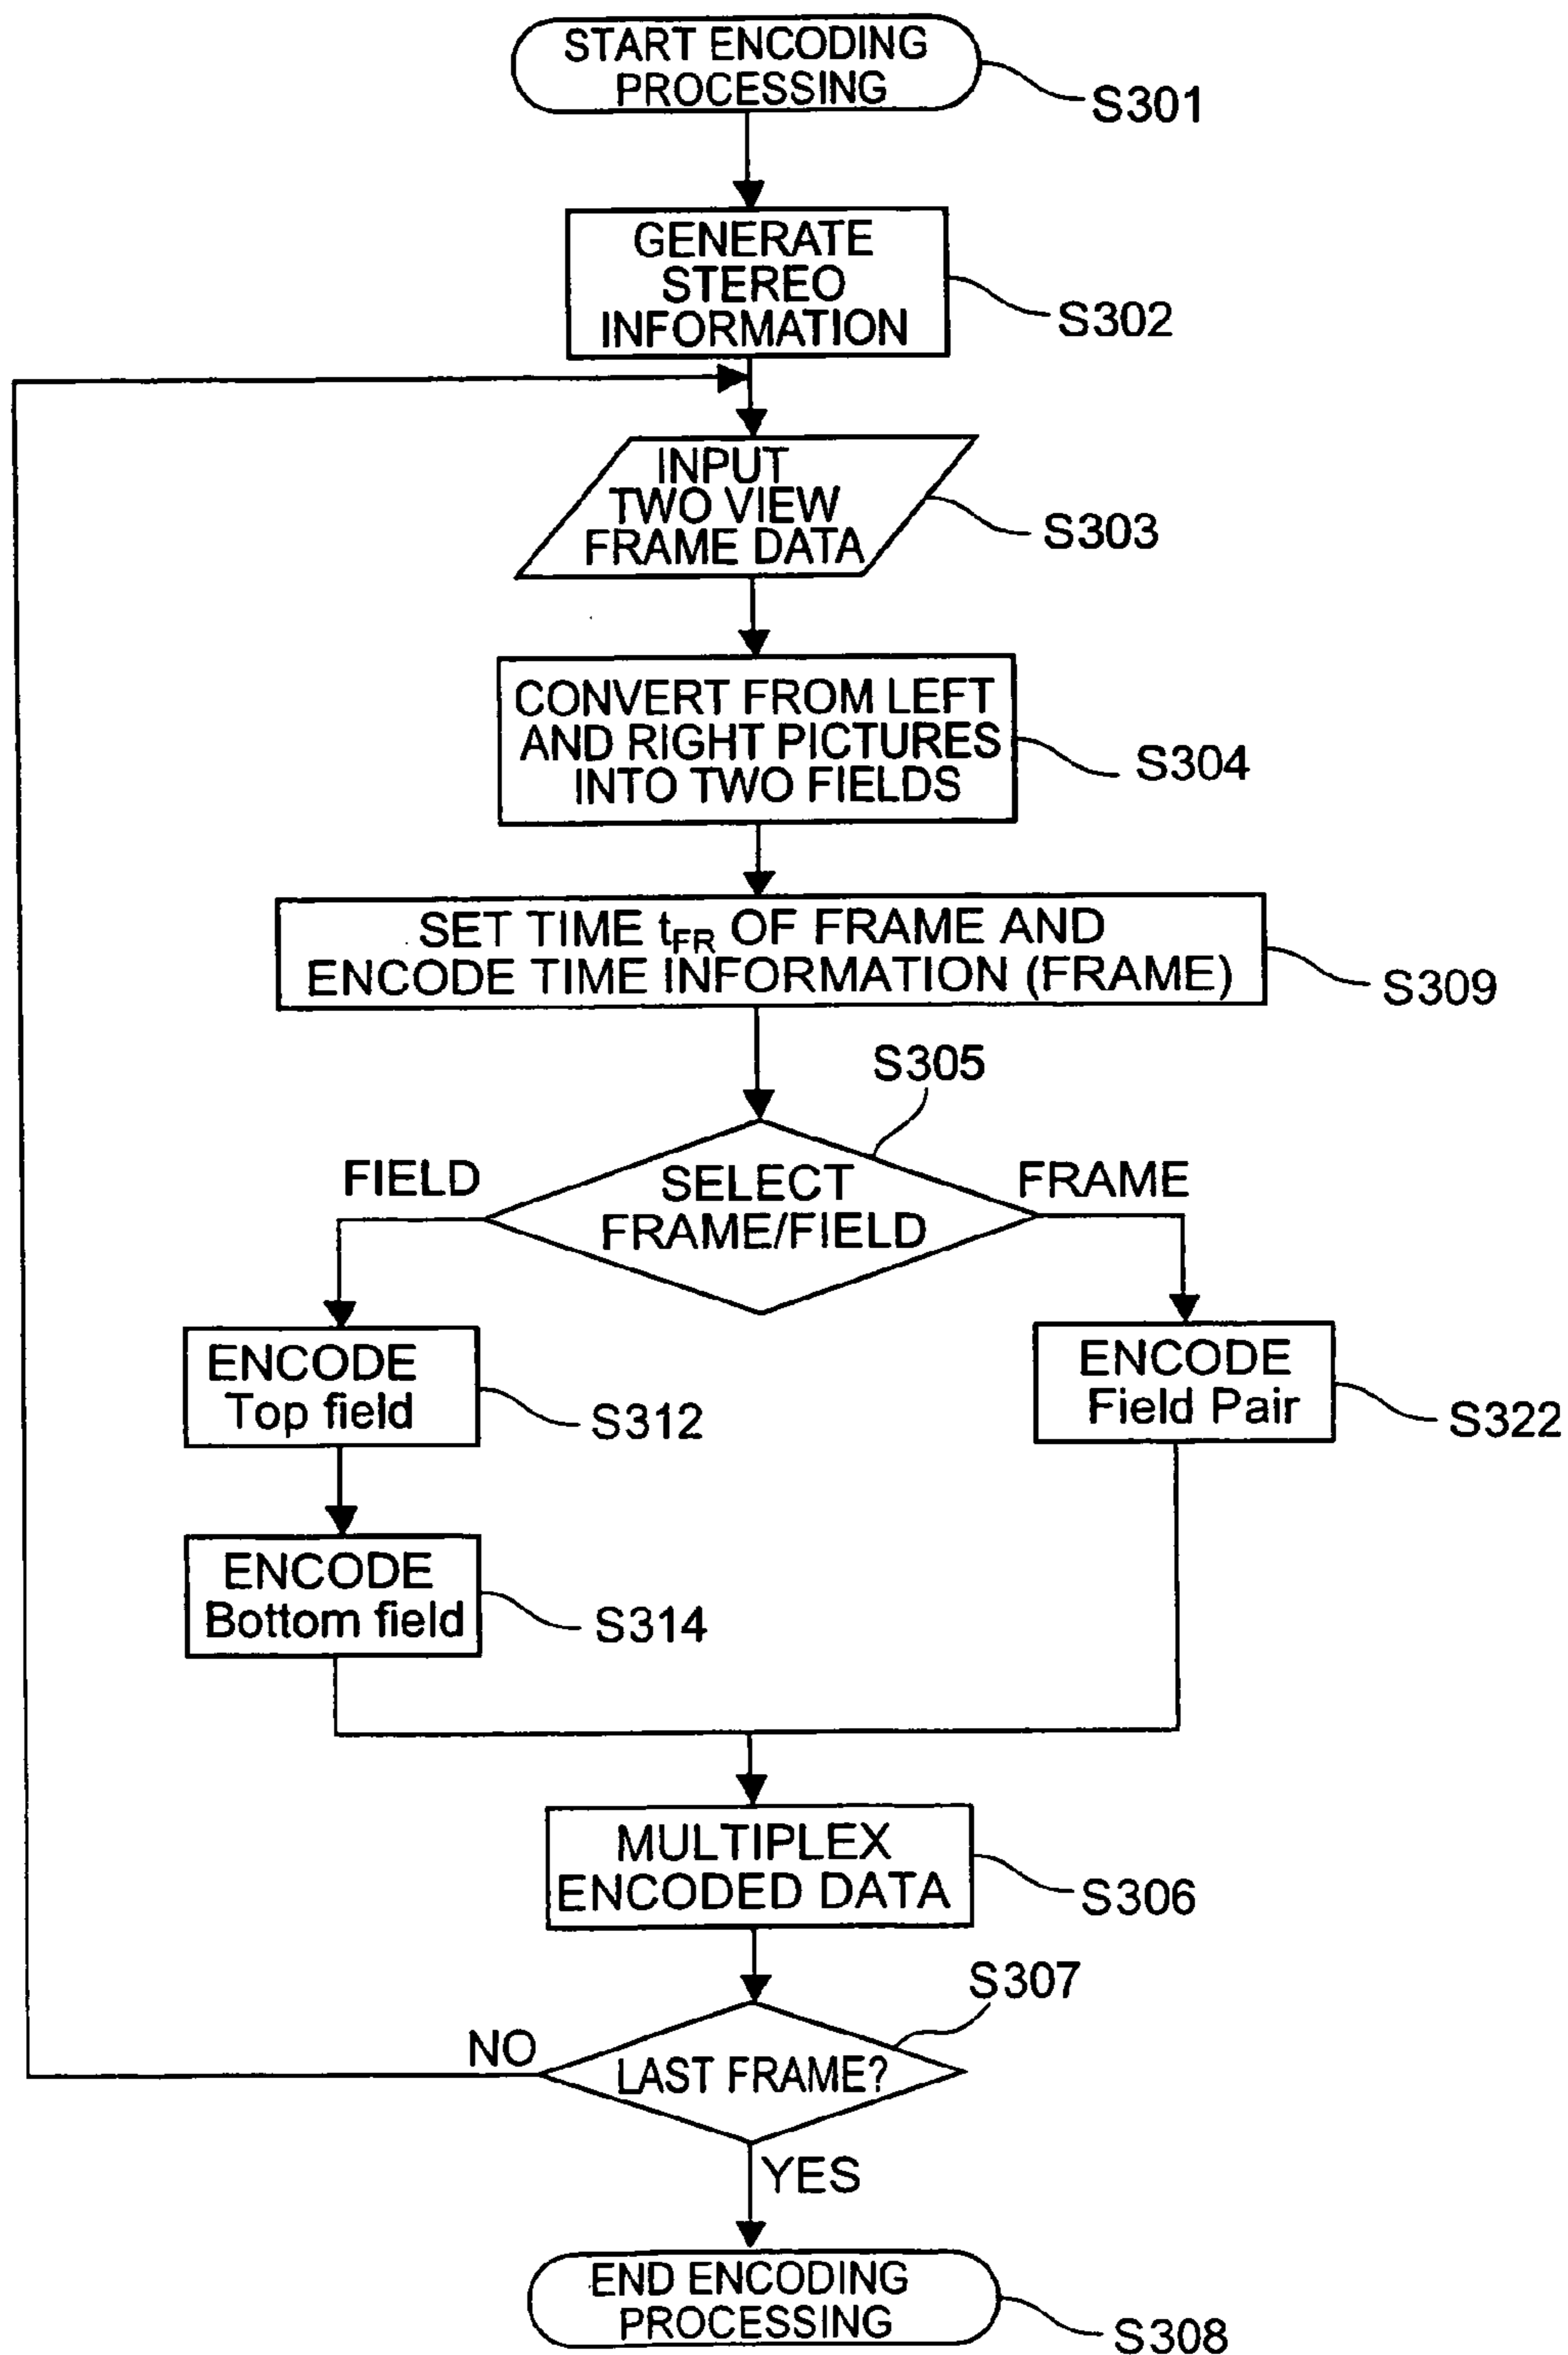 START ENCODING
PROCESSING
S301
GENERATE
STEREO
INFORMATION
S302
INPUT
TWO VIEW
FRAME DATA
S303
CONVERT FROM LEFT
AND RIGHT PICTURES
INTO TWO FIELDS
S304
SET TIME tFR OF FRAME AND
ENCODE TIME INFORMATION (FRAME)
S309
S305
FIELD
SELECT
FRAME/FIELD
FRAME
ENCODE
Top field
S312
ENCODE
Field Pair
S322
ENCODE
Bottom field
S314
MULTIPLEX
ENCODED DATA
S306
S307
NO
LAST FRAME?
YES
END ENCODING
PROCESSING
S308